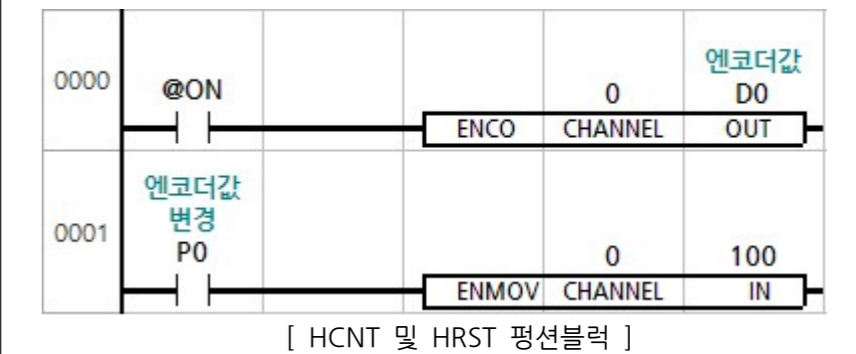 엔코더값
0000 @ON 0 D0
ENCO CHANNEL OUT
엔코더값
변경
0001 P0 0 100
ENMOV CHANNEL IN
[ HCNT 및 HRST 펑션블럭 ]